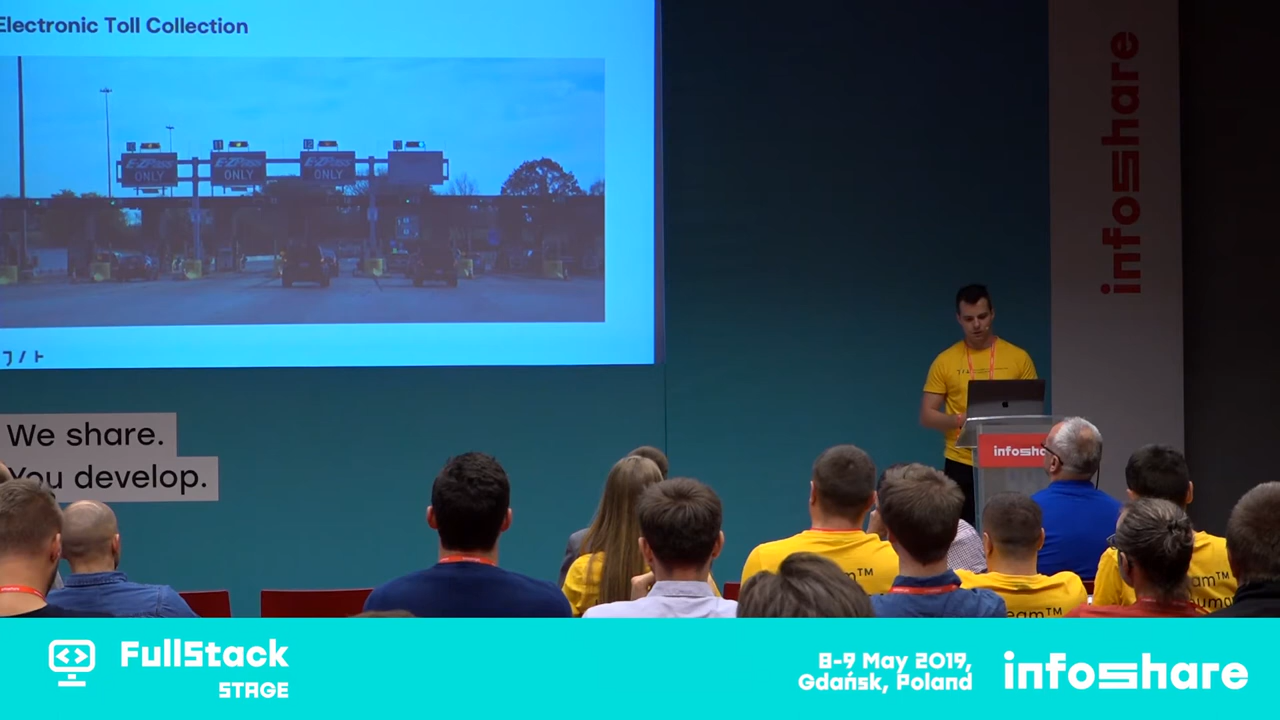 Electronic Toll Collection
E-ZPass
ONLY
E-ZPass
ONLY
E-ZPass
ONLY
infoshare
We share.
You develop.
infosha
FullStack
STAGE
8-9 May 2019,
Gdańsk, Poland
infoshare